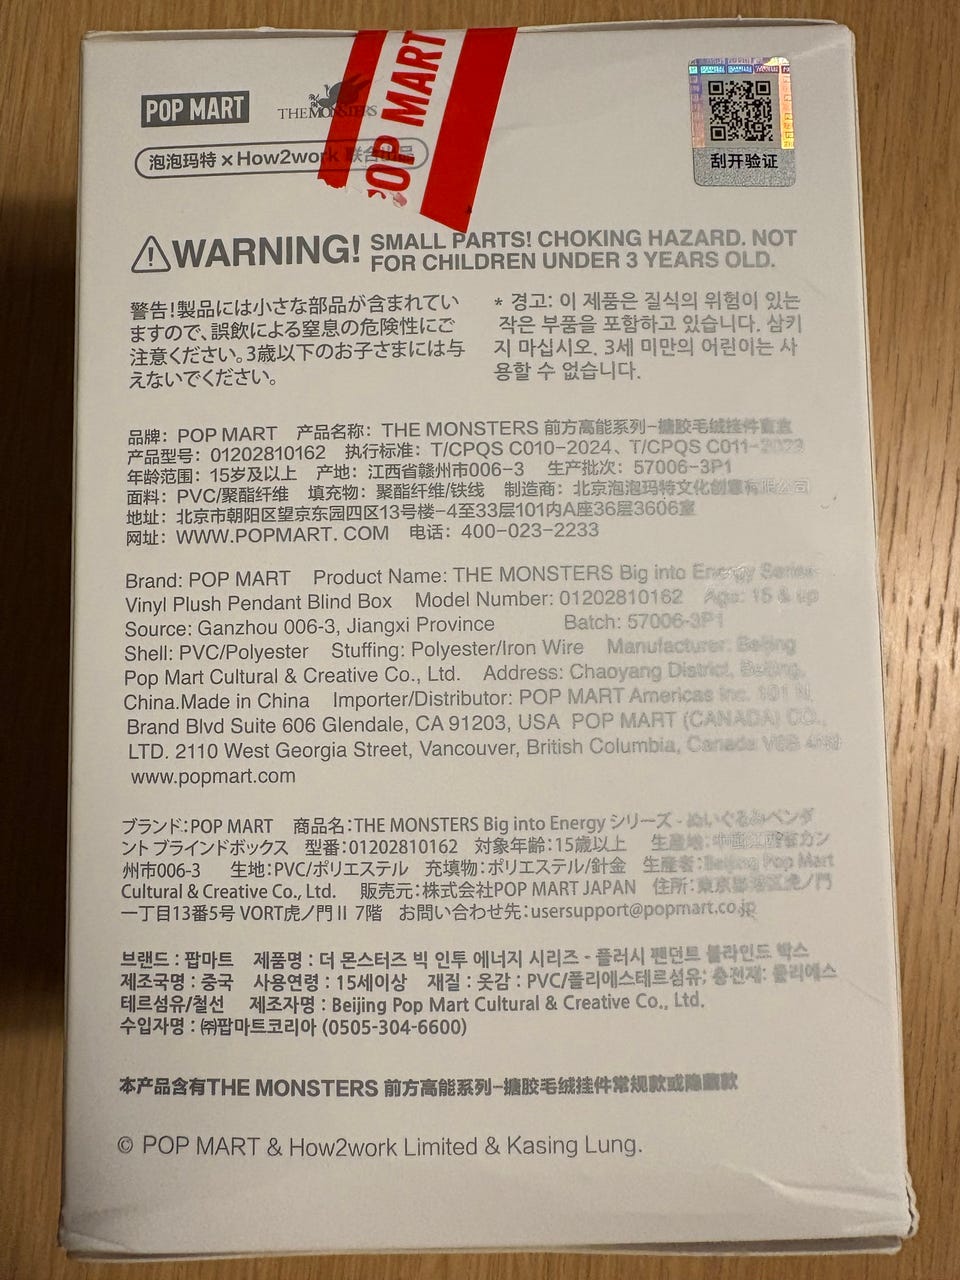 POP MART
THE MONSTERS
POP MART
POP MART
泡泡玛特 × How2work 联合出品
刮开验证
WARNING! SMALL PARTS! CHOKING HAZARD. NOT
FOR CHILDREN UNDER 3 YEARS OLD.
警告!製品には小さな部品が含まれてい
ますので、誤飲による窒息の危険性にご
注意ください。3歳以下のお子さまには与
えないでください。
* 경고: 이 제품은 질식의 위험이 있는
작은 부품을 포함하고 있습니다. 삼키
지 마십시오. 3세 미만의 어린이는 사
용할 수 없습니다.
品牌: POP MART 产品名称: THE MONSTERS 前方高能系列-搪胶毛绒挂件盲盒
产品型号: 01202810162 执行标准: T/CPQS C010-2024、T/CPQS C011-2023
年龄范围: 15岁及以上 产地: 江西省赣州市006-3 生产批次: 57006-3P1
面料: PVC/聚酯纤维 填充物: 聚酯纤维/铁线 制造商: 北京泡泡玛特文化创意有限公司
地址: 北京市朝阳区望京东园四区13号楼-4至33层101内A座36层3606室
网址: WWW.POPMART. COM 电话: 400-023-2233
Brand: POP MART Product Name: THE MONSTERS Big into Energy Series-
Vinyl Plush Pendant Blind Box Model Number: 01202810162 Age: 15 & up
Source: Ganzhou 006-3, Jiangxi Province Batch: 57006-3P1
Shell: PVC/Polyester Stuffing: Polyester/Iron Wire Manufacturer: Beijing
Pop Mart Cultural & Creative Co., Ltd. Address: Chaoyang District, Beijing,
China.Made in China Importer/Distributor: POP MART Americas Inc. 101 N.
Brand Blvd Suite 606 Glendale, CA 91203, USA POP MART (CANADA) CO.,
LTD. 2110 West Georgia Street, Vancouver, British Columbia, Canada V6B
www.popmart.com
ブランド:POP MART 商品名:THE MONSTERS Big into Energy シリーズ - ぬいぐるみペンダ
ント ブラインドボックス 型番:01202810162 対象年齢:15歳以上 生産地:中国江西省カン
州市006-3 生地:PVC/ポリエステル 充填物:ポリエステル/針金 生産者:Beijing Pop Mart
Cultural & Creative Co., Ltd. 販売元:株式会社POP MART JAPAN 住所:東京都港区虎ノ門
一丁目13番5号 VORT虎ノ門Ⅱ 7階 お問い合わせ先:usersupport@popmart.co.jp
브랜드 : 팝마트 제품명 : 더 몬스터즈 빅 인투 에너지 시리즈 - 플러시 펜던트 블라인드 박스
제조국명 : 중국 사용연령 : 15세이상 재질 : 옷감 : PVC/폴리에스테르섬유; 충전재: 폴리에스
테르섬유/철선 제조자명 : Beijing Pop Mart Cultural & Creative Co., Ltd.
수입자명 : ㈜팝마트코리아 (0505-304-6600)
本产品含有THE MONSTERS 前方高能系列-搪胶毛绒挂件常规款或隐藏款
© POP MART & How2work Limited & Kasing Lung.